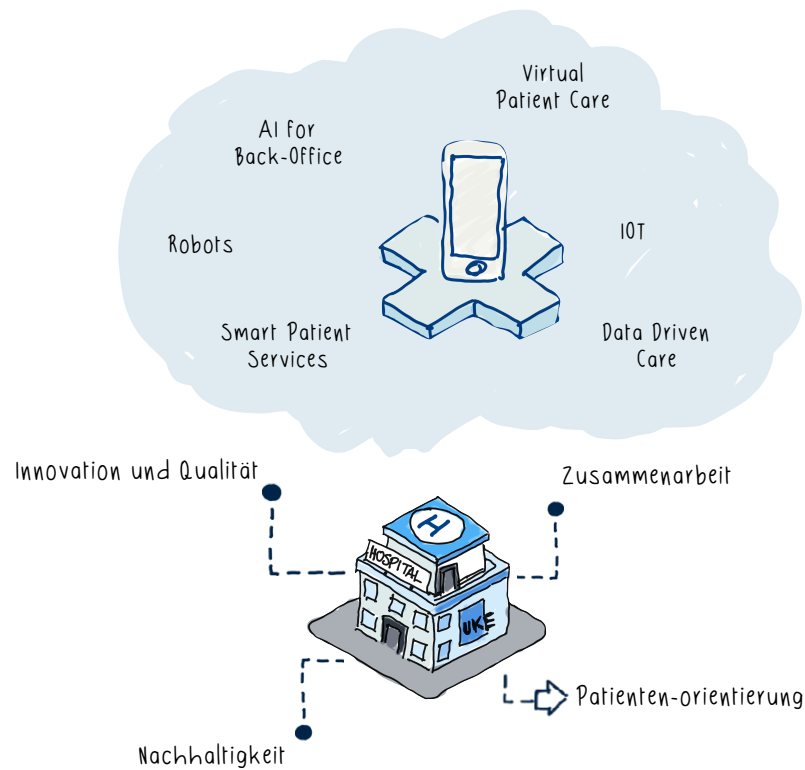 Virtual
Patient Care
AI for
Back-Office
Robots
IOT
Smart Patient
Services
Data Driven
Care
Innovation und Qualität
Zusammenarbeit
H
HOSPITAL
UKE
Patienten-orientierung
Nachhaltigkeit